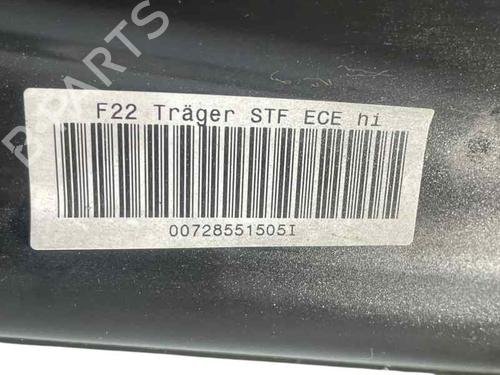 B-PARTS
F22 Träger STF ECE hi
00728551505I